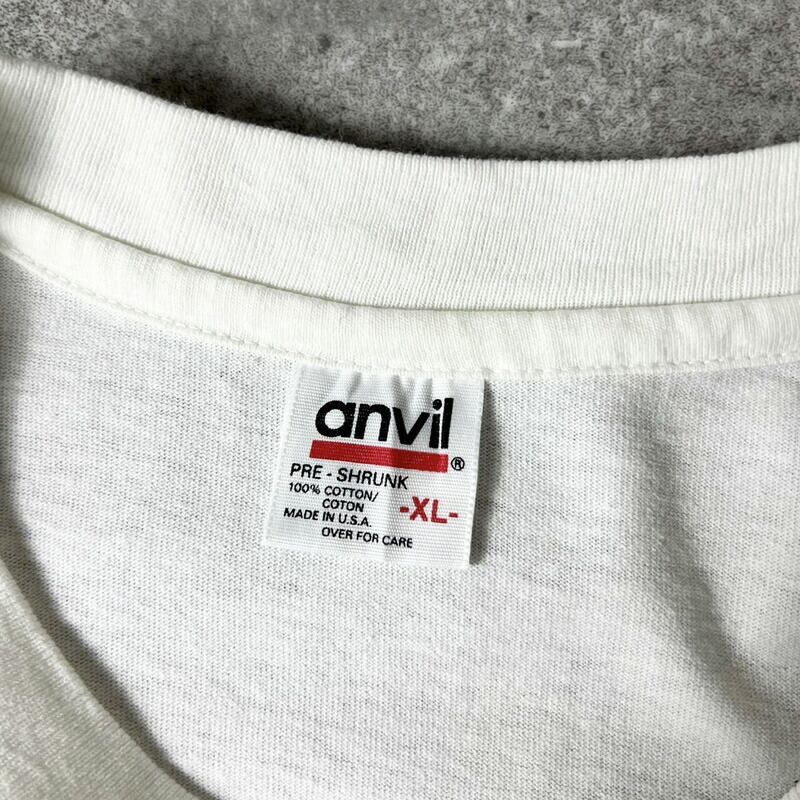 anvil®
PRE - SHRUNK
100% COTTON/
COTON
-XL-
MADE IN U.S.A.
OVER FOR CARE